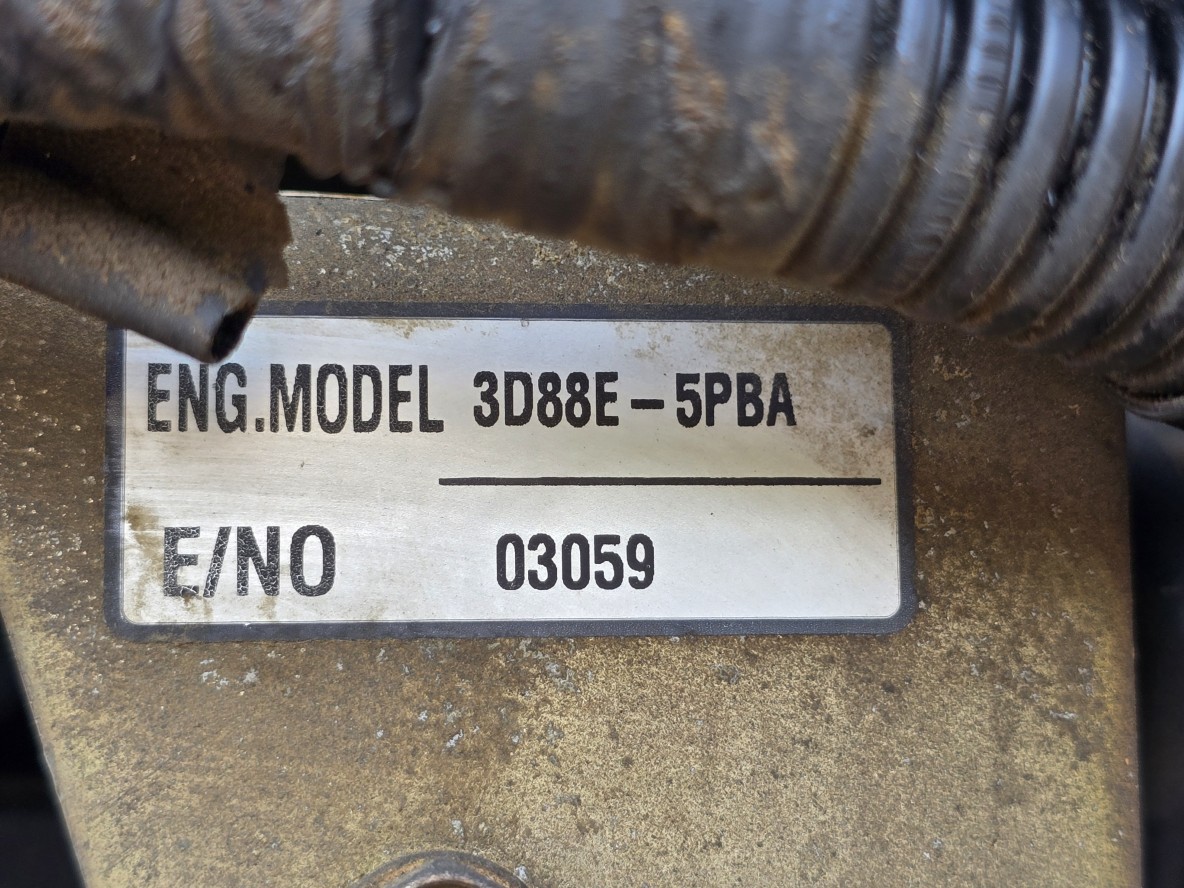 ENG.MODEL 3D88E-5PBA
E/NO 03059